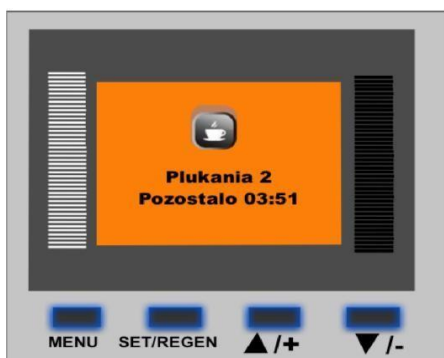 Plukania 2
Pozostalo 03:51
MENU SET/REGEN ▲/+ ▼/-